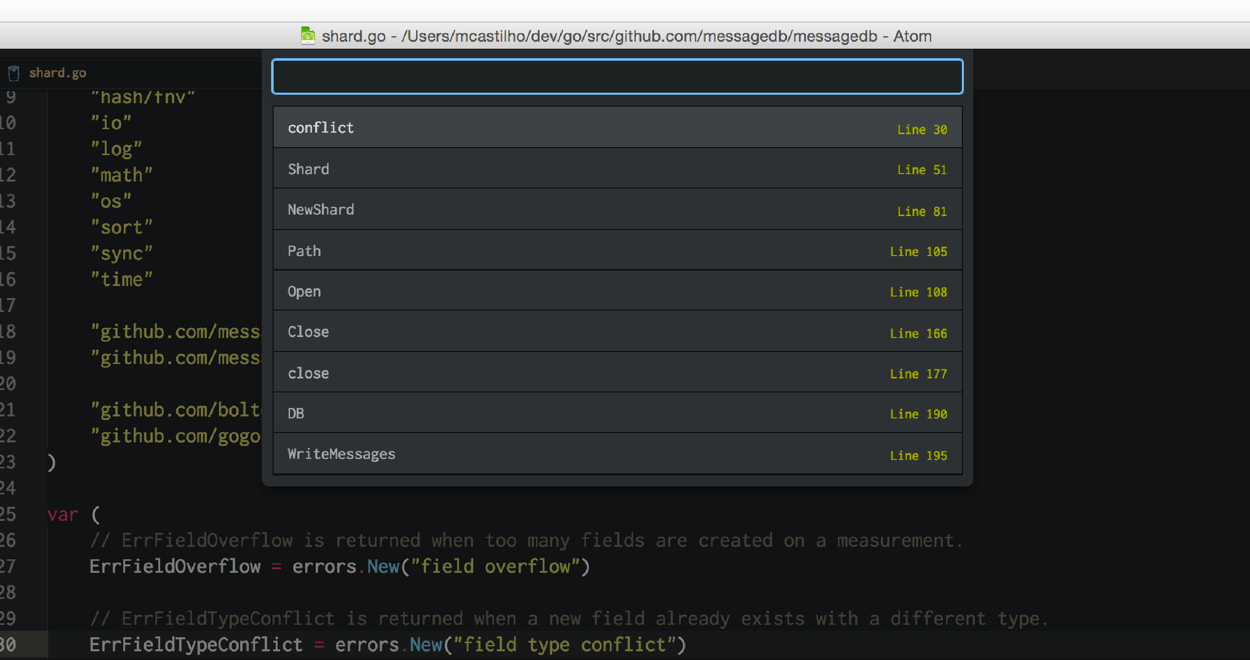 shard.go - /Users/mcastilho/dev/go/src/github.com/messagedb/messagedb - Atom
shard.go
conflict Line 30
Shard Line 51
NewShard Line 81
Path Line 105
Open Line 108
Close Line 166
close Line 177
DB Line 190
WriteMessages Line 195
9 "hash/fnv"
10 "io"
11 "log"
12 "math"
13 "os"
14 "sort"
15 "sync"
16 "time"
17
18 "github.com/mess
19 "github.com/mess
20
21 "github.com/bolt
22 "github.com/gogo
23 )
24
25 var (
26 // ErrFieldOverflow is returned when too many fields are created on a measurement.
27 ErrFieldOverflow = errors.New("field overflow")
28
29 // ErrFieldTypeConflict is returned when a new field already exists with a different type.
30 ErrFieldTypeConflict = errors.New("field type conflict")